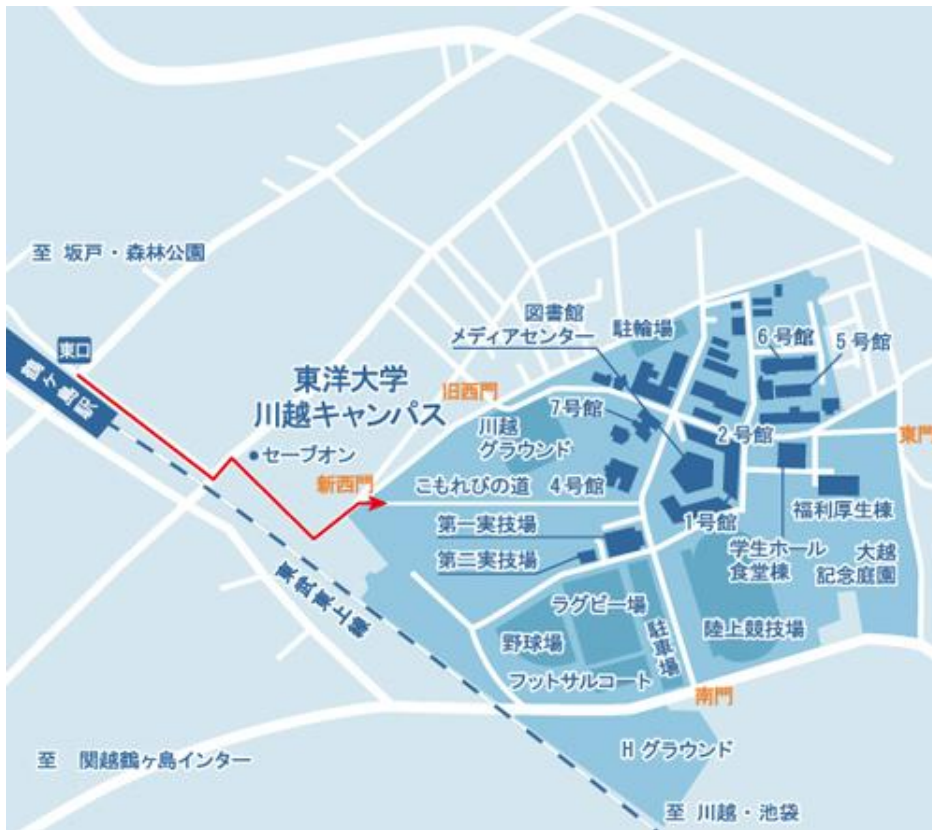 至 坂戸・森林公園
東口
鶴ヶ島駅
東洋大学
川越キャンパス
セーブオン
旧西門
新西門
図書館
メディアセンター
駐輪場
6号館
5号館
7号館
2号館
東門
川越
グラウンド
こもれびの道
4号館
1号館
福利厚生棟
学生ホール
食堂棟
大越
記念庭園
第一実技場
第二実技場
東武東上線
ラグビー場
野球場
駐車場
陸上競技場
フットサルコート
南門
H グラウンド
至 関越鶴ヶ島インター
至 川越・池袋